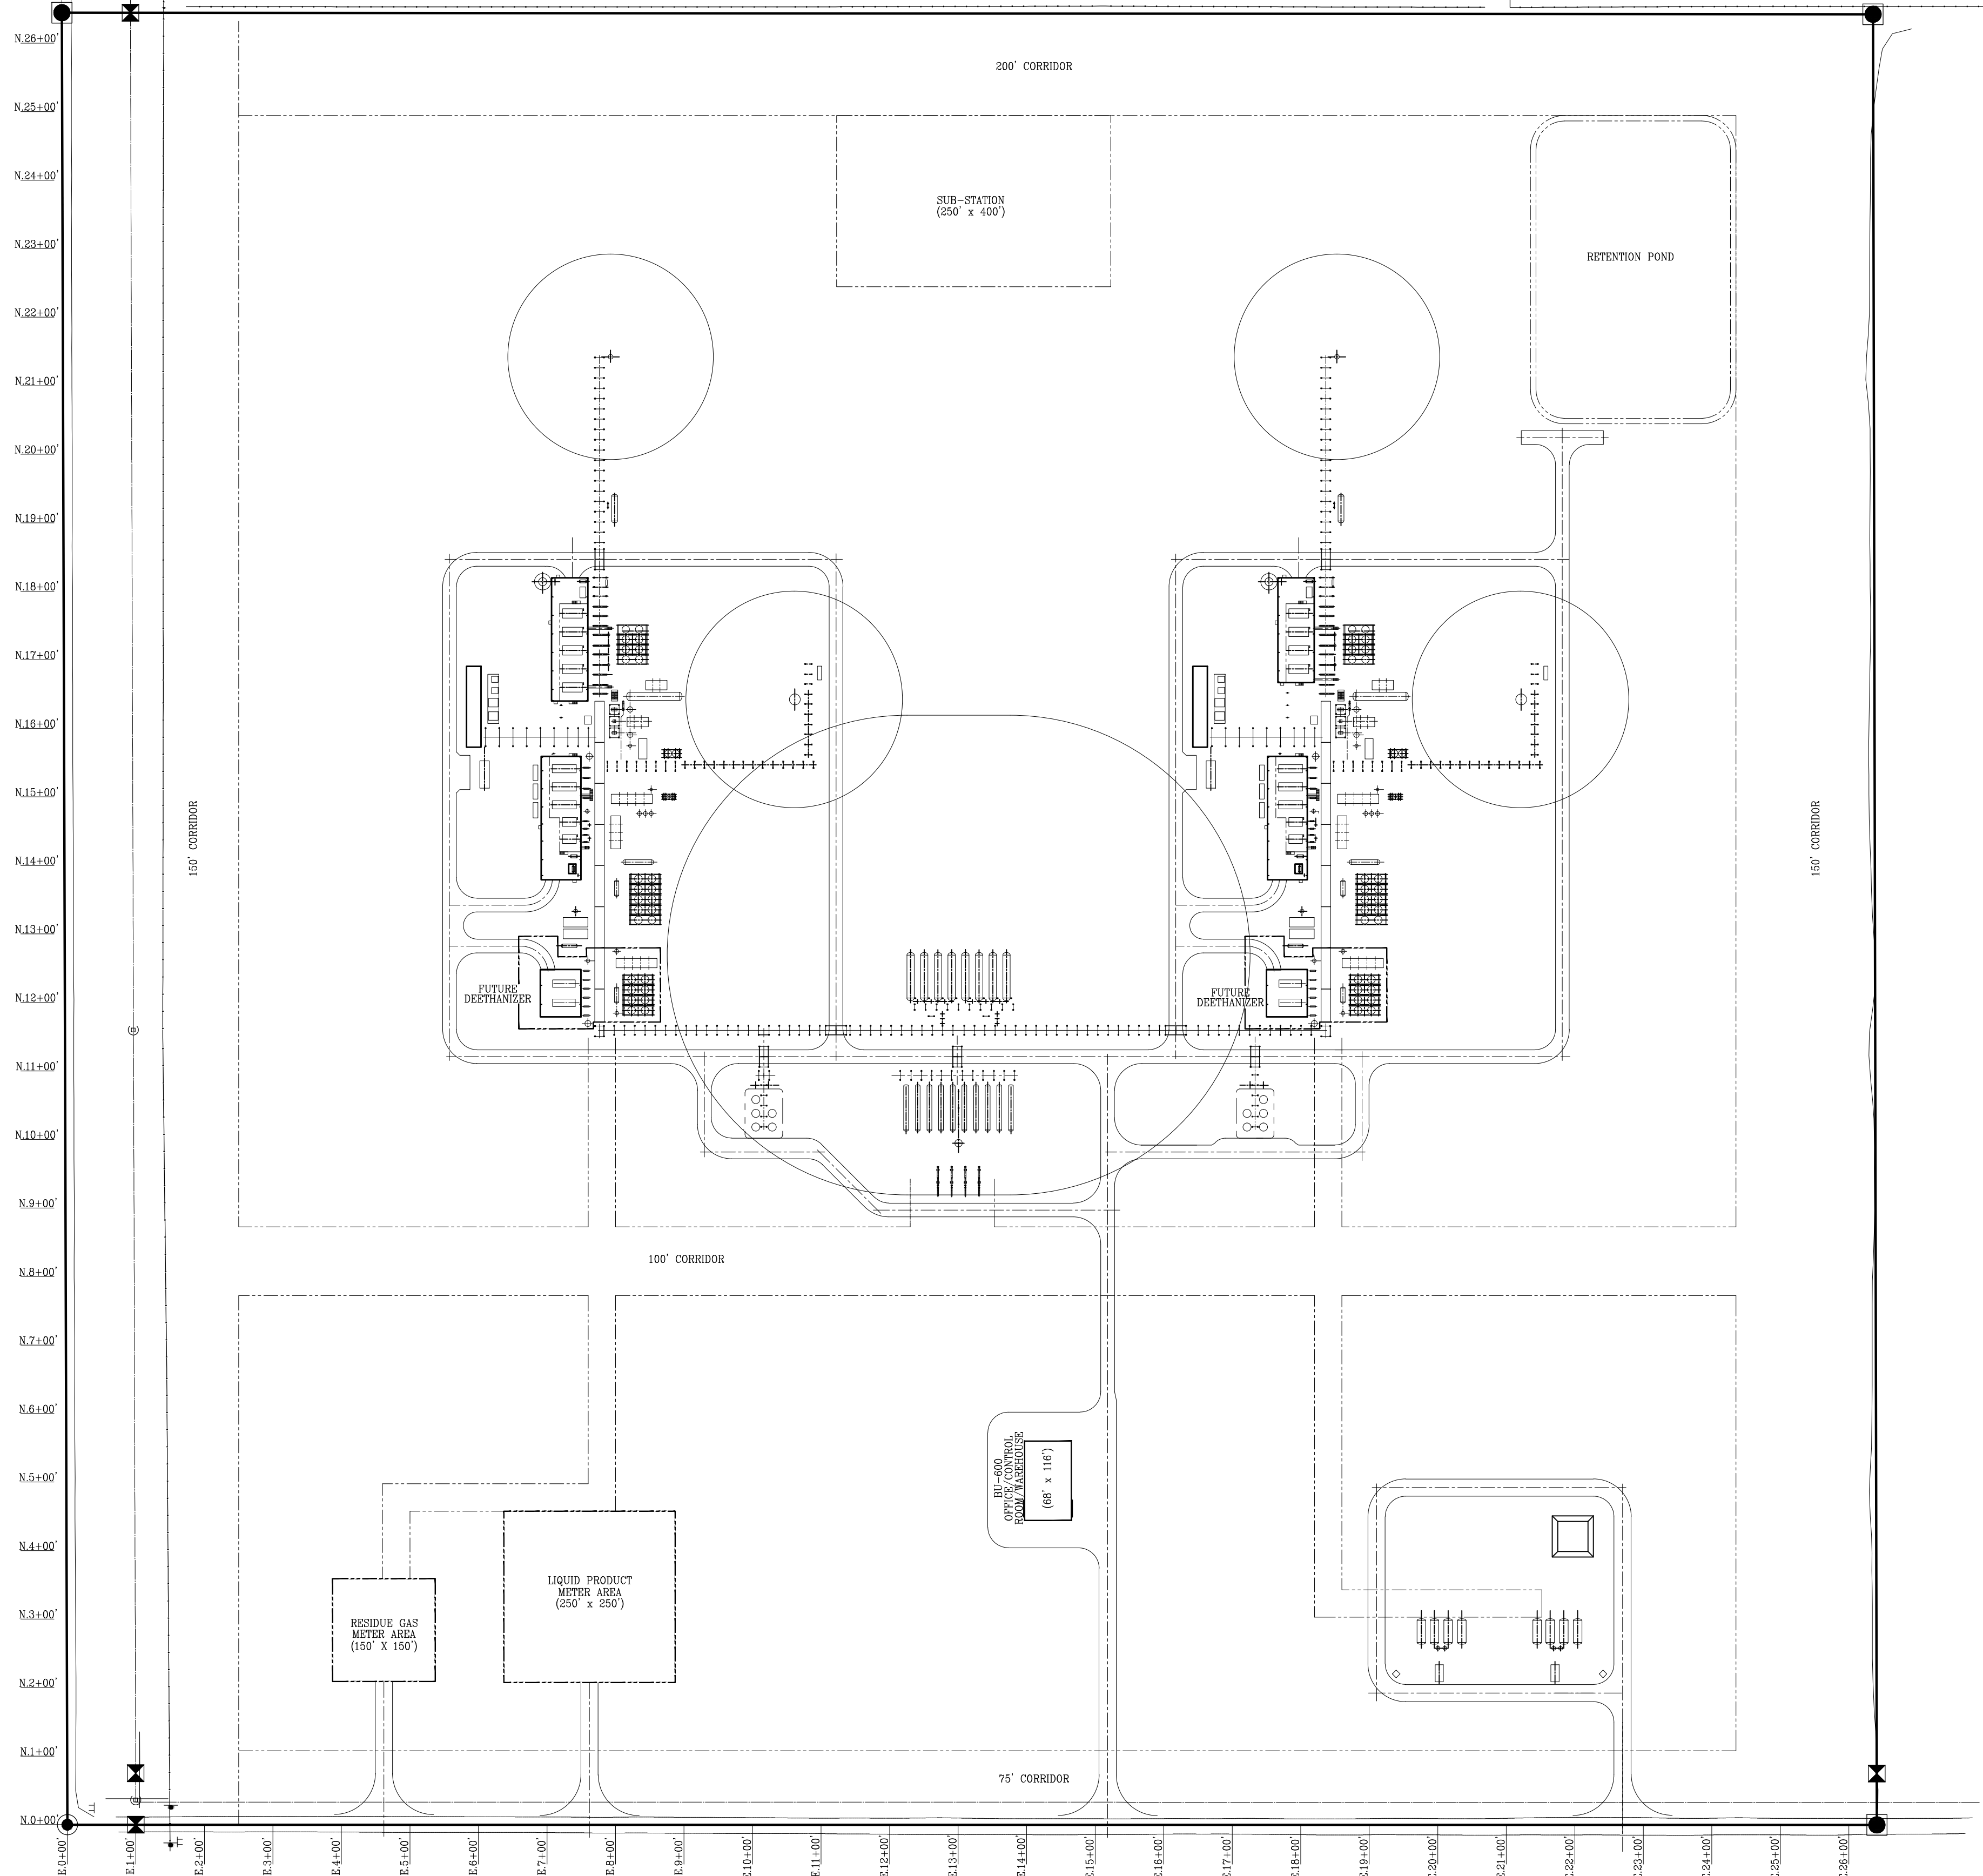 N.26+00'
200' CORRIDOR
N.25+00'
N.24+00'
SUB-STATION
(250' x 400')
N.23+00'
RETENTION POND
N.22+00'
N.21+00'
N.20+00'
N.19+00'
N.18+00'
N.17+00'
N.16+00'
N.15+00'
150' CORRIDOR
150' CORRIDOR
N.14+00'
N.13+00'
N.12+00'
FUTURE
DEETHANIZER
FUTURE
DEETHANIZER
G
N.11+00'
N.10+00'
N.9+00'
N.8+00'
100' CORRIDOR
N.7+00'
N.6+00'
BU-600
OFFICE/CONTROL
ROOM/WAREHOUSE
(68' x 116')
N.5+00'
N.4+00'
LIQUID PRODUCT
METER AREA
(250' x 250')
N.3+00'
RESIDUE GAS
METER AREA
(150' X 150')
N.2+00'
N.1+00'
75' CORRIDOR
G
N.0+00'
E.0+00'
E.1+00'
E.2+00'
E.3+00'
E.4+00'
E.5+00'
E.6+00'
E.7+00'
E.8+00'
E.9+00'
E.10+00'
E.11+00'
E.12+00'
E.13+00'
E.14+00'
E.15+00'
E.16+00'
E.17+00'
E.18+00'
E.19+00'
E.20+00'
E.21+00'
E.22+00'
E.23+00'
E.24+00'
E.25+00'
E.26+00'